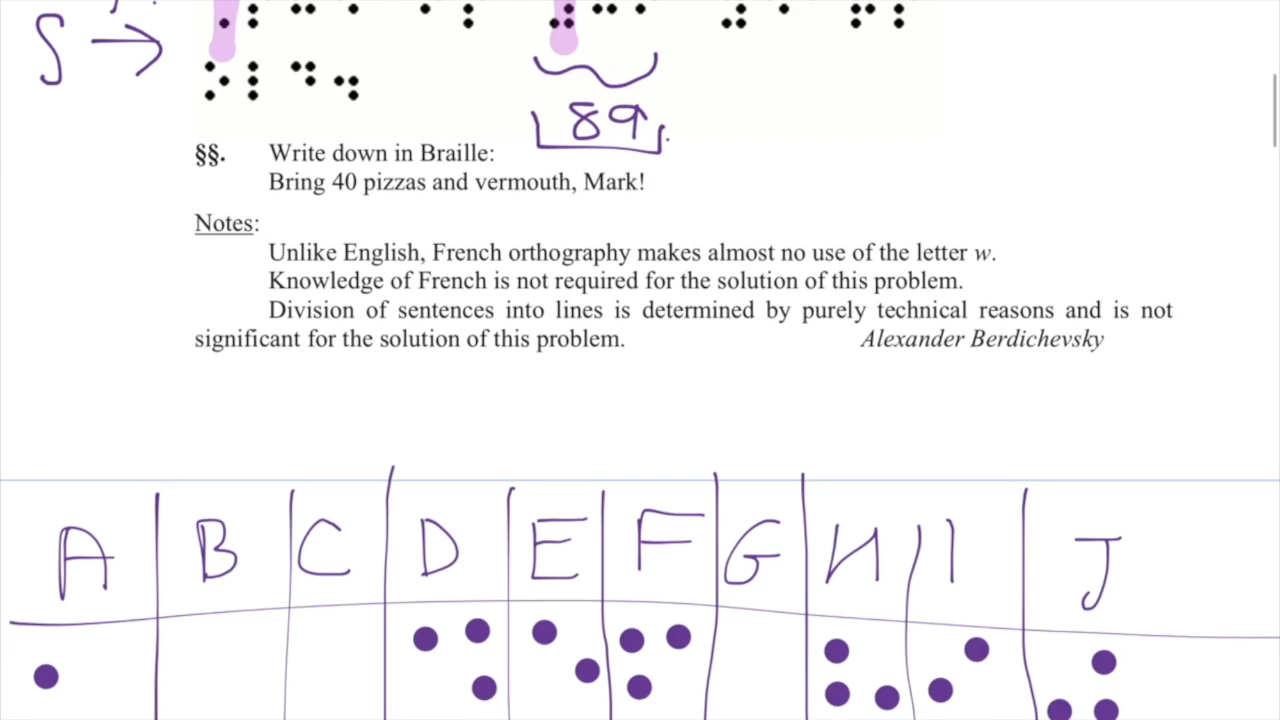 S →
89
§§. Write down in Braille:
Bring 40 pizzas and vermouth, Mark!
Notes:
Unlike English, French orthography makes almost no use of the letter w.
Knowledge of French is not required for the solution of this problem.
Division of sentences into lines is determined by purely technical reasons and is not
significant for the solution of this problem. Alexander Berdichevsky
A B C D E F G H I J